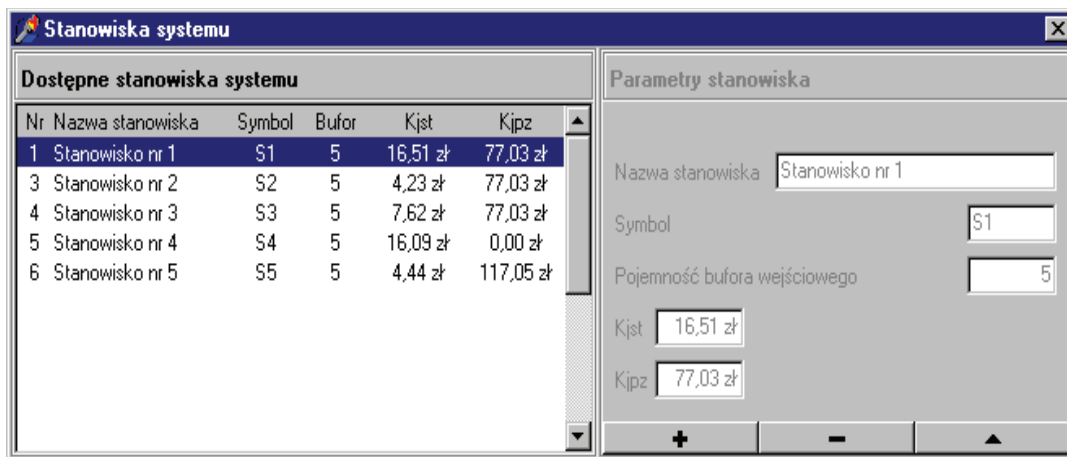 Stanowiska systemu
Dostępne stanowiska systemu
Nr Nazwa stanowiska Symbol Bufor Kjst Kjpz
1 Stanowisko nr 1 S1 5 16,51 zł 77,03 zł
3 Stanowisko nr 2 S2 5 4,23 zł 77,03 zł
4 Stanowisko nr 3 S3 5 7,62 zł 77,03 zł
5 Stanowisko nr 4 S4 5 16,09 zł 0,00 zł
6 Stanowisko nr 5 S5 5 4,44 zł 117,05 zł
Parametry stanowiska
Nazwa stanowiska Stanowisko nr 1
Symbol S1
Pojemność bufora wejściowego 5
Kjst 16,51 zł
Kjpz 77,03 zł